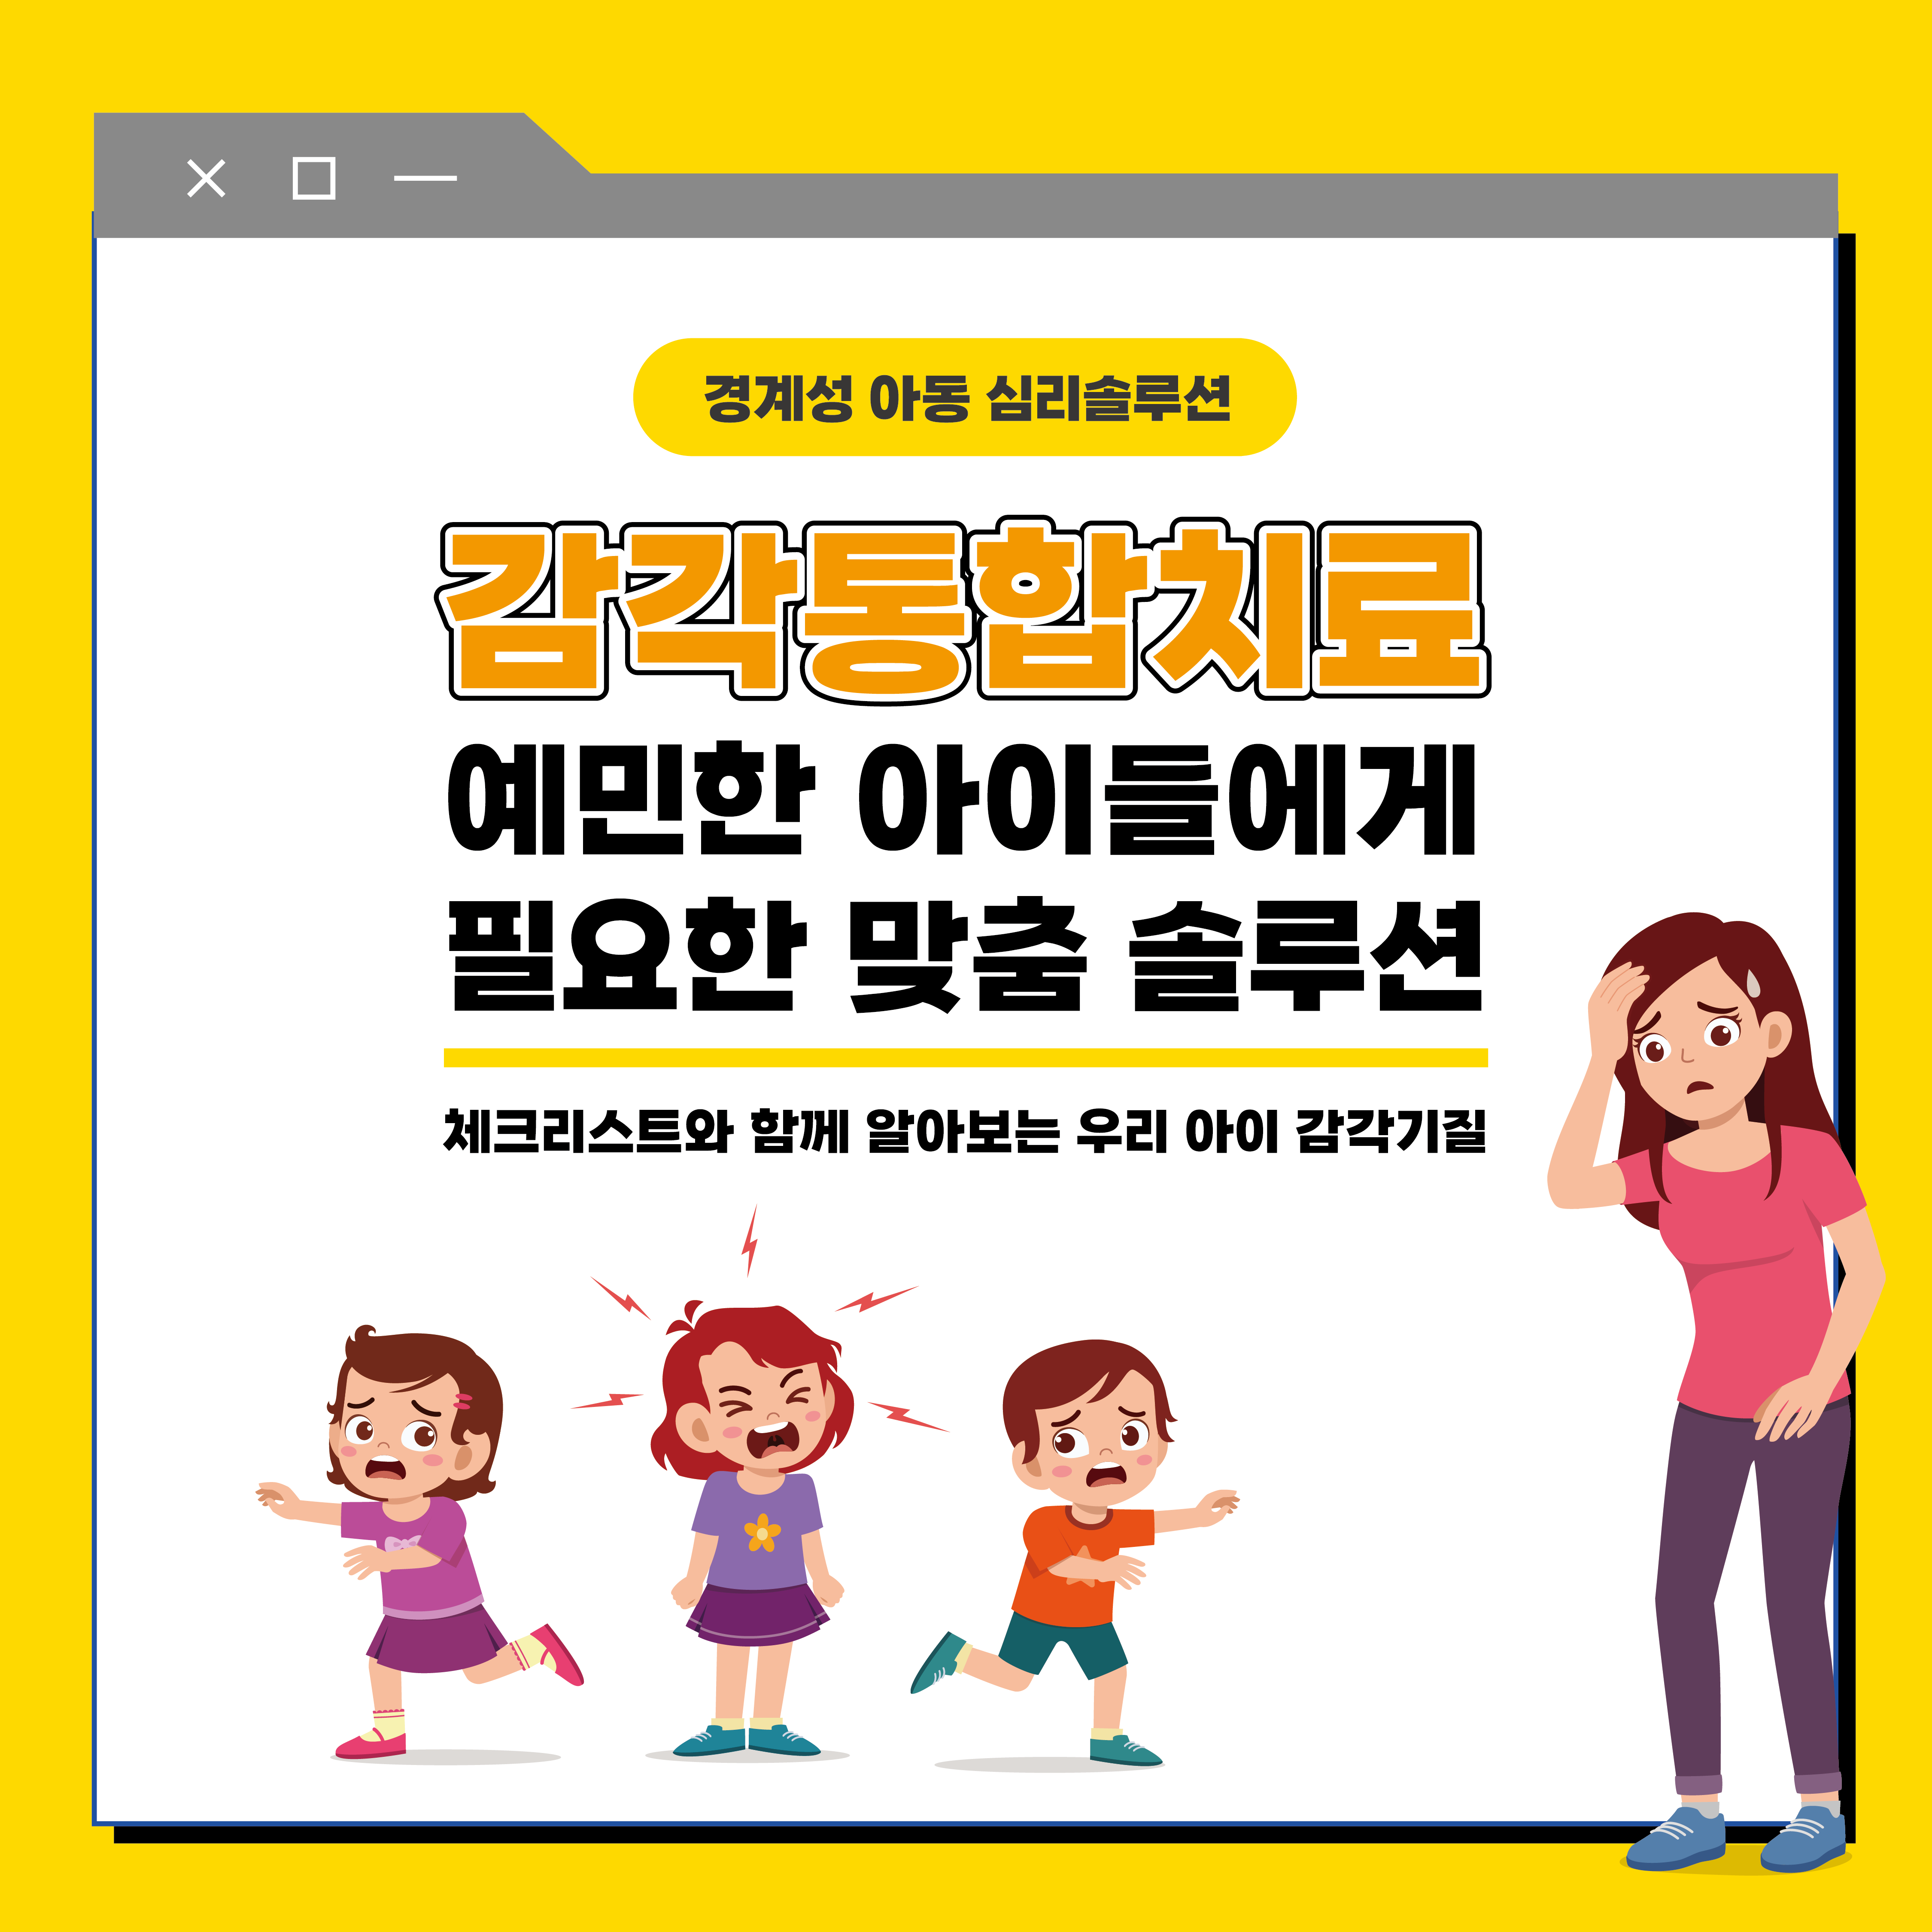 경계성 아동 심리솔루션
감각통합치료
예민한 아이들에게
필요한 맞춤 솔루션
체크리스트와 함께 알아보는 우리 아이 감각기질